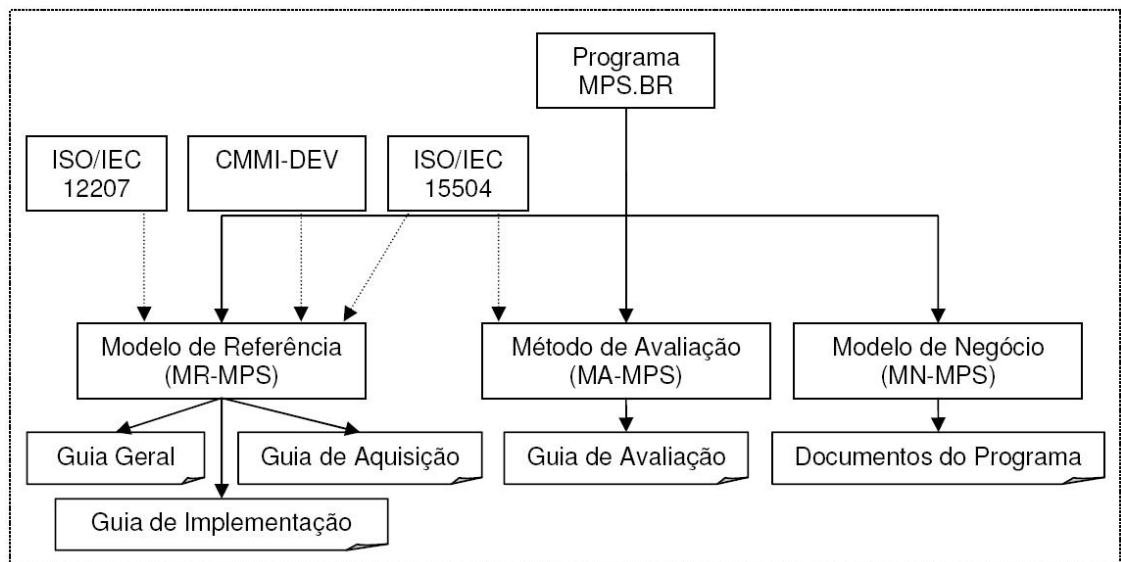 Programa
MPS.BR
ISO/IEC
12207
CMMI-DEV
ISO/IEC
15504
Modelo de Referência
(MR-MPS)
Método de Avaliação
(MA-MPS)
Modelo de Negócio
(MN-MPS)
Guia Geral
Guia de Aquisição
Guia de Avaliação
Documentos do Programa
Guia de Implementação